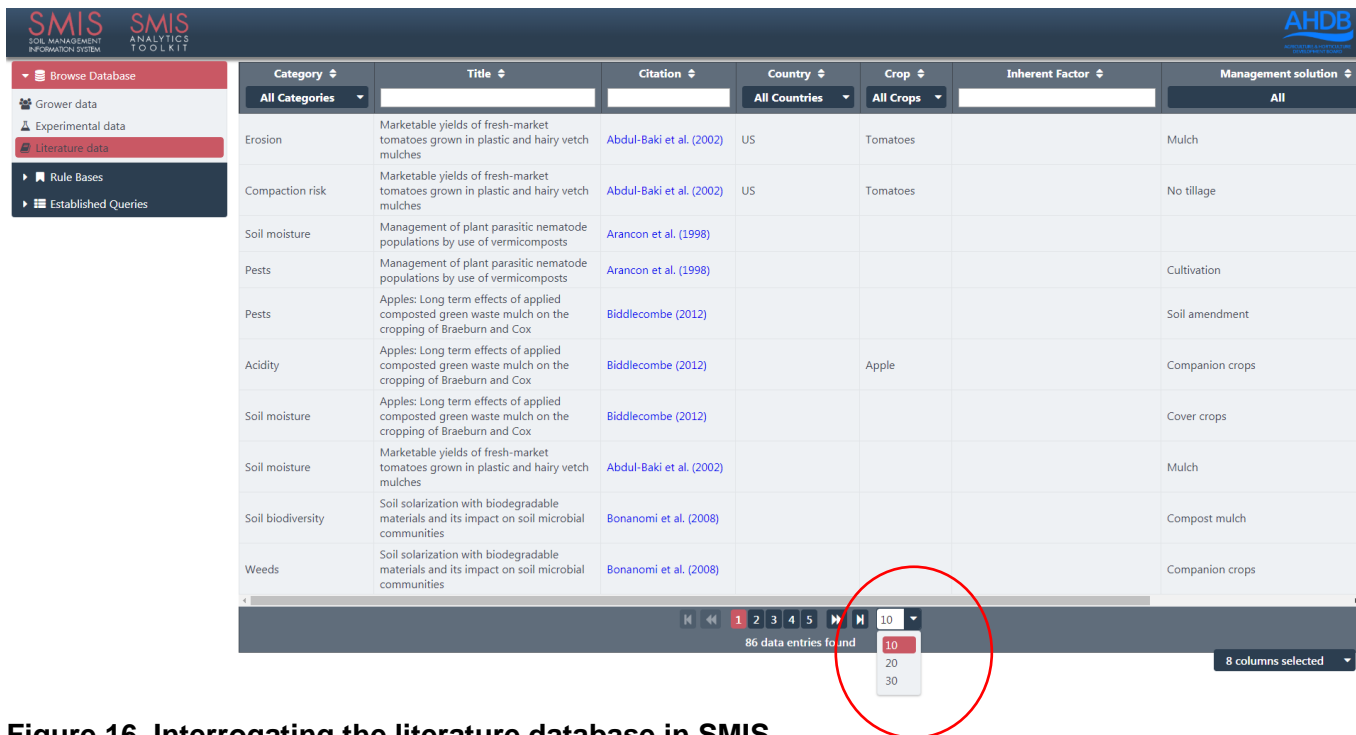 SMIS SMIS
SOIL MANAGEMENT ANALYTICS
INFORMATION SYSTEM TOOLKIT
AHDB
AGRICULTURE & HORTICULTURE
DEVELOPMENT BOARD
Browse Database
Grower data
Experimental data
Literature data
Rule Bases
Established Queries
Category Title Citation Country Crop Inherent Factor Management solution
All Categories All Countries All Crops All
Marketable yields of fresh-market
Erosion tomatoes grown in plastic and hairy vetch Abdul-Baki et al. (2002) US Tomatoes Mulch
mulches
Marketable yields of fresh-market
Compaction risk tomatoes grown in plastic and hairy vetch Abdul-Baki et al. (2002) US Tomatoes No tillage
mulches
Soil moisture Management of plant parasitic nematode Arancon et al. (1998)
populations by use of vermicomposts
Pests Management of plant parasitic nematode Arancon et al. (1998) Cultivation
populations by use of vermicomposts
Apples: Long term effects of applied
Pests composted green waste mulch on the Biddlecombe (2012) Soil amendment
cropping of Braeburn and Cox
Apples: Long term effects of applied
Acidity composted green waste mulch on the Biddlecombe (2012) Apple Companion crops
cropping of Braeburn and Cox
Apples: Long term effects of applied
Soil moisture composted green waste mulch on the Biddlecombe (2012) Cover crops
cropping of Braeburn and Cox
Marketable yields of fresh-market
Soil moisture tomatoes grown in plastic and hairy vetch Abdul-Baki et al. (2002) Mulch
mulches
Soil solarization with biodegradable
Soil biodiversity materials and its impact on soil microbial Bonanomi et al. (2008) Compost mulch
communities
Soil solarization with biodegradable
Weeds materials and its impact on soil microbial Bonanomi et al. (2008) Companion crops
communities
1 2 3 4 5 10
86 data entries found
10
20
30
8 columns selected
Figure 16. Interrogating the literature database in SMIS